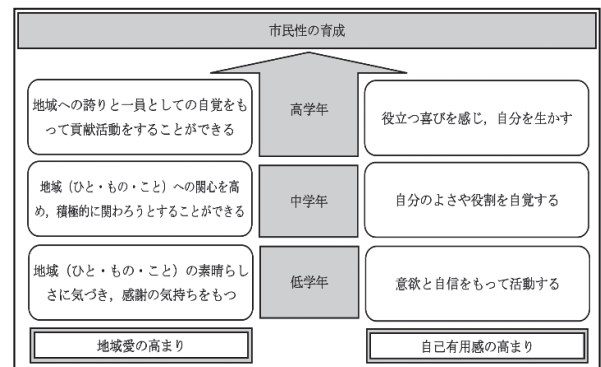 市民性の育成
地域への誇りと一員としての自覚をも
って貢献活動をすることができる
高学年
役立つ喜びを感じ，自分を生かす
地域（ひと・もの・こと）への関心を高
め，積極的に関わろうとすることができる
中学年
自分のよさや役割を自覚する
地域（ひと・もの・こと）の素晴らし
さに気づき，感謝の気持ちをもつ
低学年
意欲と自信をもって活動する
地域愛の高まり
自己有用感の高まり